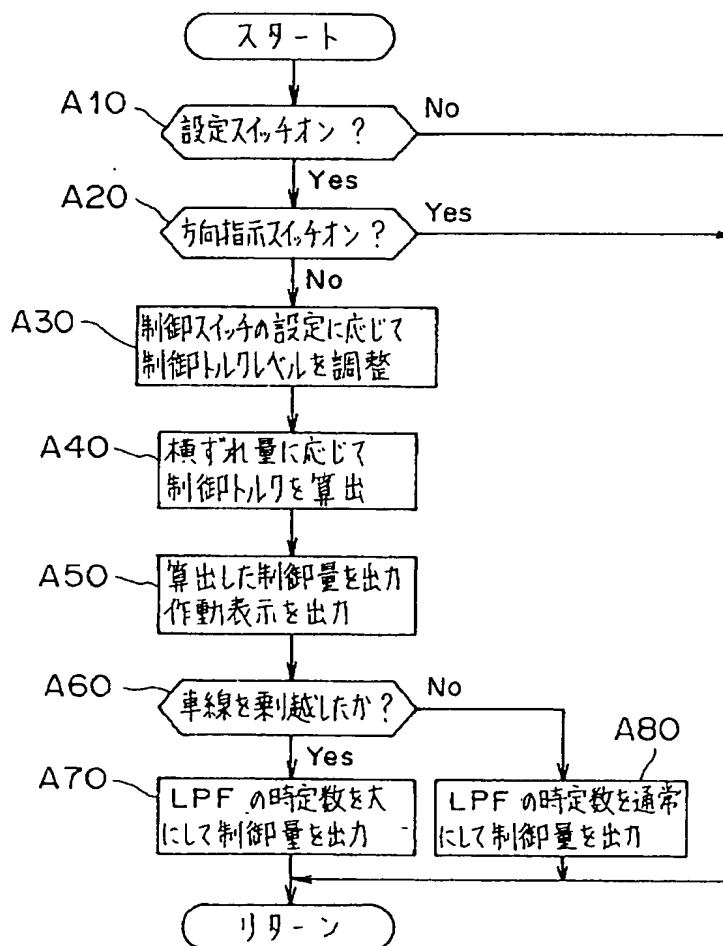 スタート
A10
設定スイッチオン?
No
Yes
A20
方向指示スイッチオン?
Yes
No
A30
制御スイッチの設定に応じて
制御トルクレベルを調整
A40
横ずれ量に応じて
制御トルクを算出
A50
算出した制御量を出力
作動表示を出力
A60
車線を乗り越したか?
No
Yes
A70
LPFの時定数を大
にして制御量を出力
A80
LPFの時定数を通常
にして制御量を出力
リターン